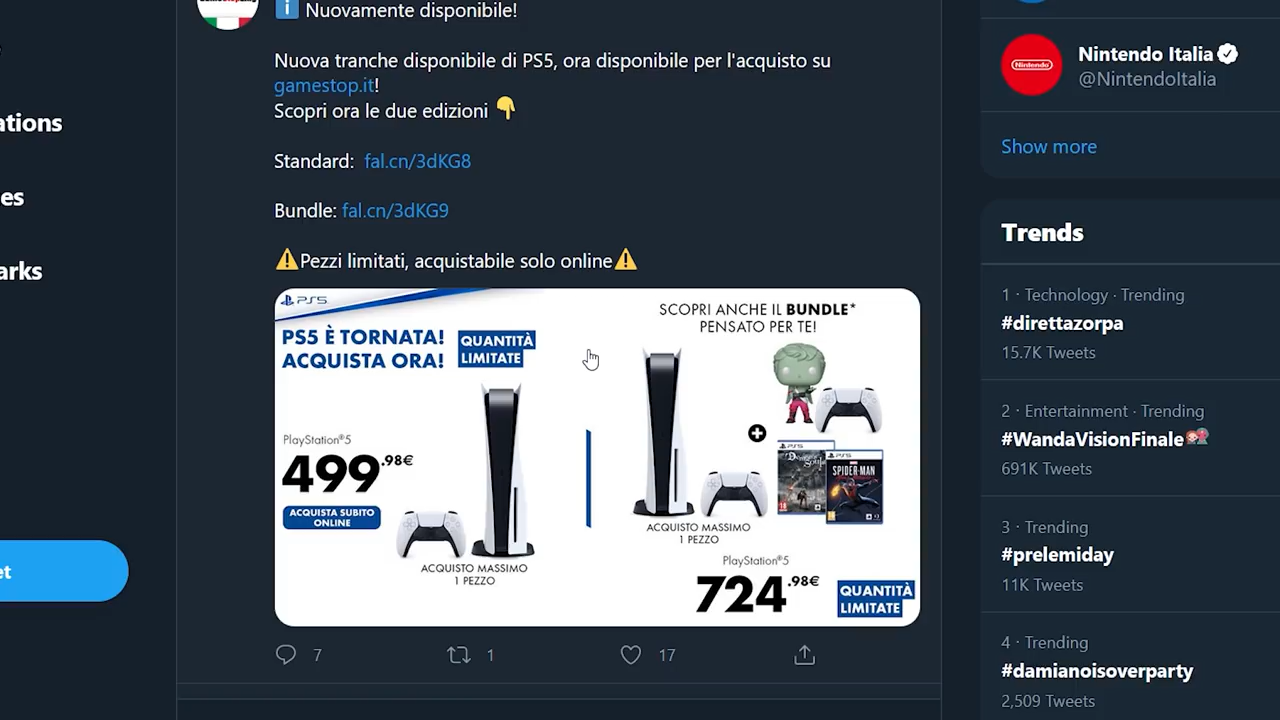 Nuovamente disponibile!
Nuova tranche disponibile di PS5, ora disponibile per l'acquisto su
gamestop.it!
Scopri ora le due edizioni 👇
Standard: fal.cn/3dKG8
Bundle: fal.cn/3dKG9
⚠️Pezzi limitati, acquistabile solo online⚠️
PS5
PS5 È TORNATA!
ACQUISTA ORA!
QUANTITÀ
LIMITATE
PlayStation®5
499.98€
ACQUISTA SUBITO
ONLINE
ACQUISTO MASSIMO
1 PEZZO
SCOPRI ANCHE IL BUNDLE*
PENSATO PER TE!
PS5
Demon's Souls
PS5
SPIDER-MAN
ACQUISTO MASSIMO
1 PEZZO
PlayStation®5
724.98€
QUANTITÀ
LIMITATE
7
1
17
ations
es
arks
et
Nintendo
Nintendo Italia
@NintendoItalia
Show more
Trends
1 · Technology · Trending
#direttazorpa
15.7K Tweets
2 · Entertainment · Trending
#WandaVisionFinale
691K Tweets
3 · Trending
#prelemiday
11K Tweets
4 · Trending
#damianoisoverparty
2,509 Tweets